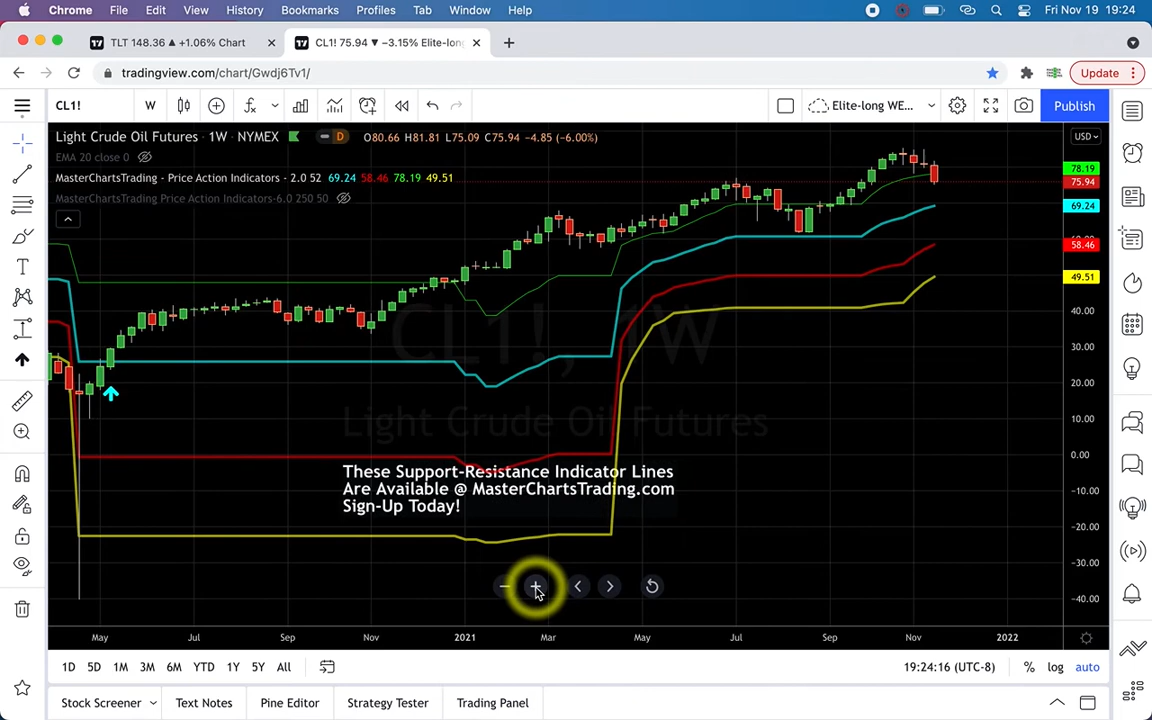 Chrome File Edit View History Bookmarks Profiles Tab Window Help Fri Nov 19 19:24
TLT 148.36 ▲ +1.06% Chart
CL1! 75.94 ▼ −3.15% Elite-long
tradingview.com/chart/Gwdj6Tv1/
Update
CL1! W Elite-long WE... Publish
Light Crude Oil Futures · 1W · NYMEX D O80.66 H81.81 L75.09 C75.94 −4.85 (−6.00%)
USD
EMA 20 close 0
MasterChartsTrading - Price Action Indicators - 2.0 52 69.24 58.46 78.19 49.51
MasterChartsTrading Price Action Indicators-6.0 250 50
78.19
75.94
69.24
58.46
49.51
40.00
30.00
20.00
10.00
0.00
−10.00
−20.00
−30.00
−40.00
CL1!, 1W
Light Crude Oil Futures
These Support-Resistance Indicator Lines
Are Available @ MasterChartsTrading.com
Sign-Up Today!
May Jul Sep Nov 2021 Mar May Jul Sep Nov 2022
1D 5D 1M 3M 6M YTD 1Y 5Y All 19:24:16 (UTC-8) % log auto
Stock Screener Text Notes Pine Editor Strategy Tester Trading Panel